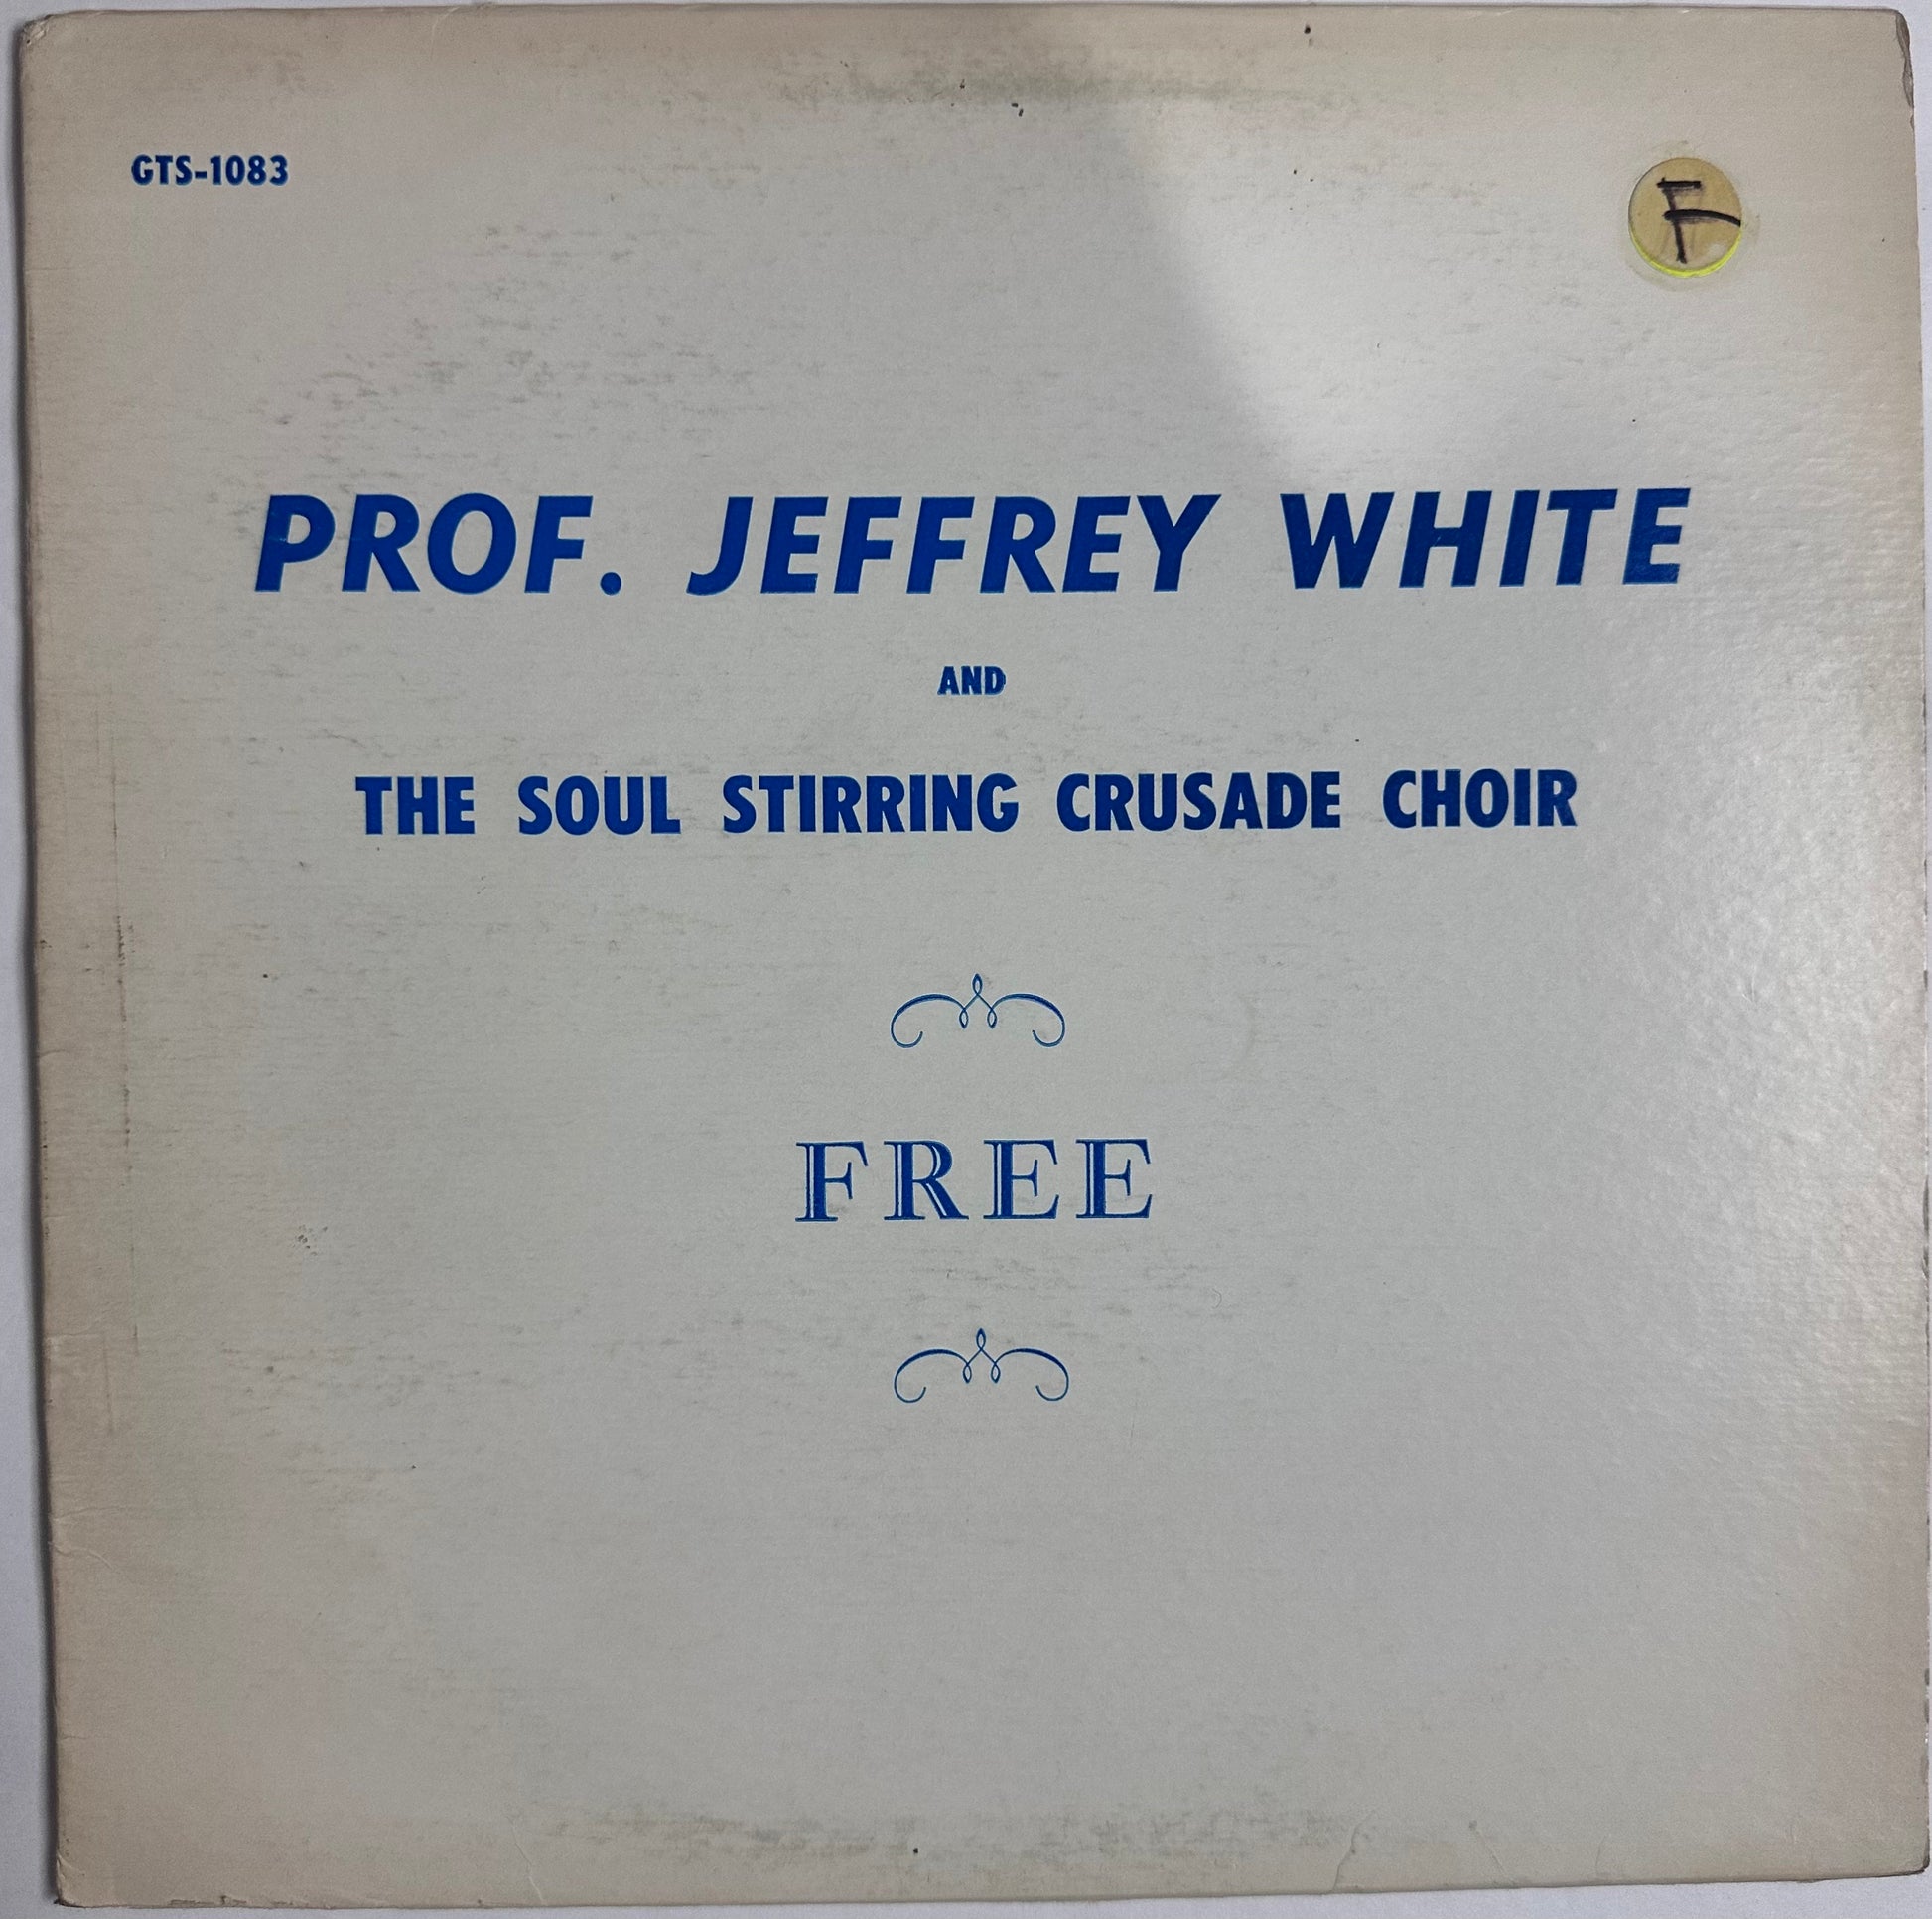 GTS-1083
F
PROF. JEFFREY WHITE
AND
THE SOUL STIRRING CRUSADE CHOIR
FREE